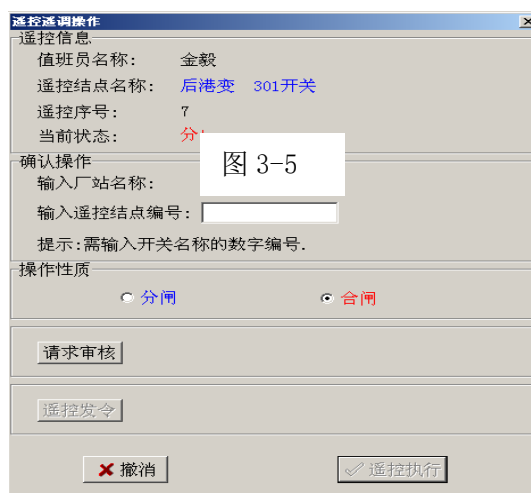 遥控遥调操作
遥控信息
值班员名称: 金毅
遥控结点名称: 后港变 301开关
遥控序号: 7
当前状态: 分
图 3-5
确认操作
输入厂站名称:
输入遥控结点编号:
提示:需输入开关名称的数字编号.
操作性质
分闸 合闸
请求审核
遥控发令
撤消 遥控执行